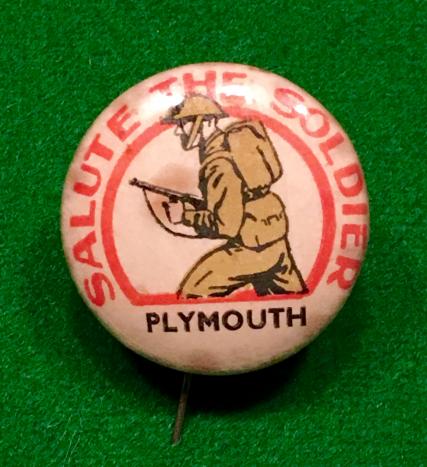 SALUTE THE SOLDIER
PLYMOUTH